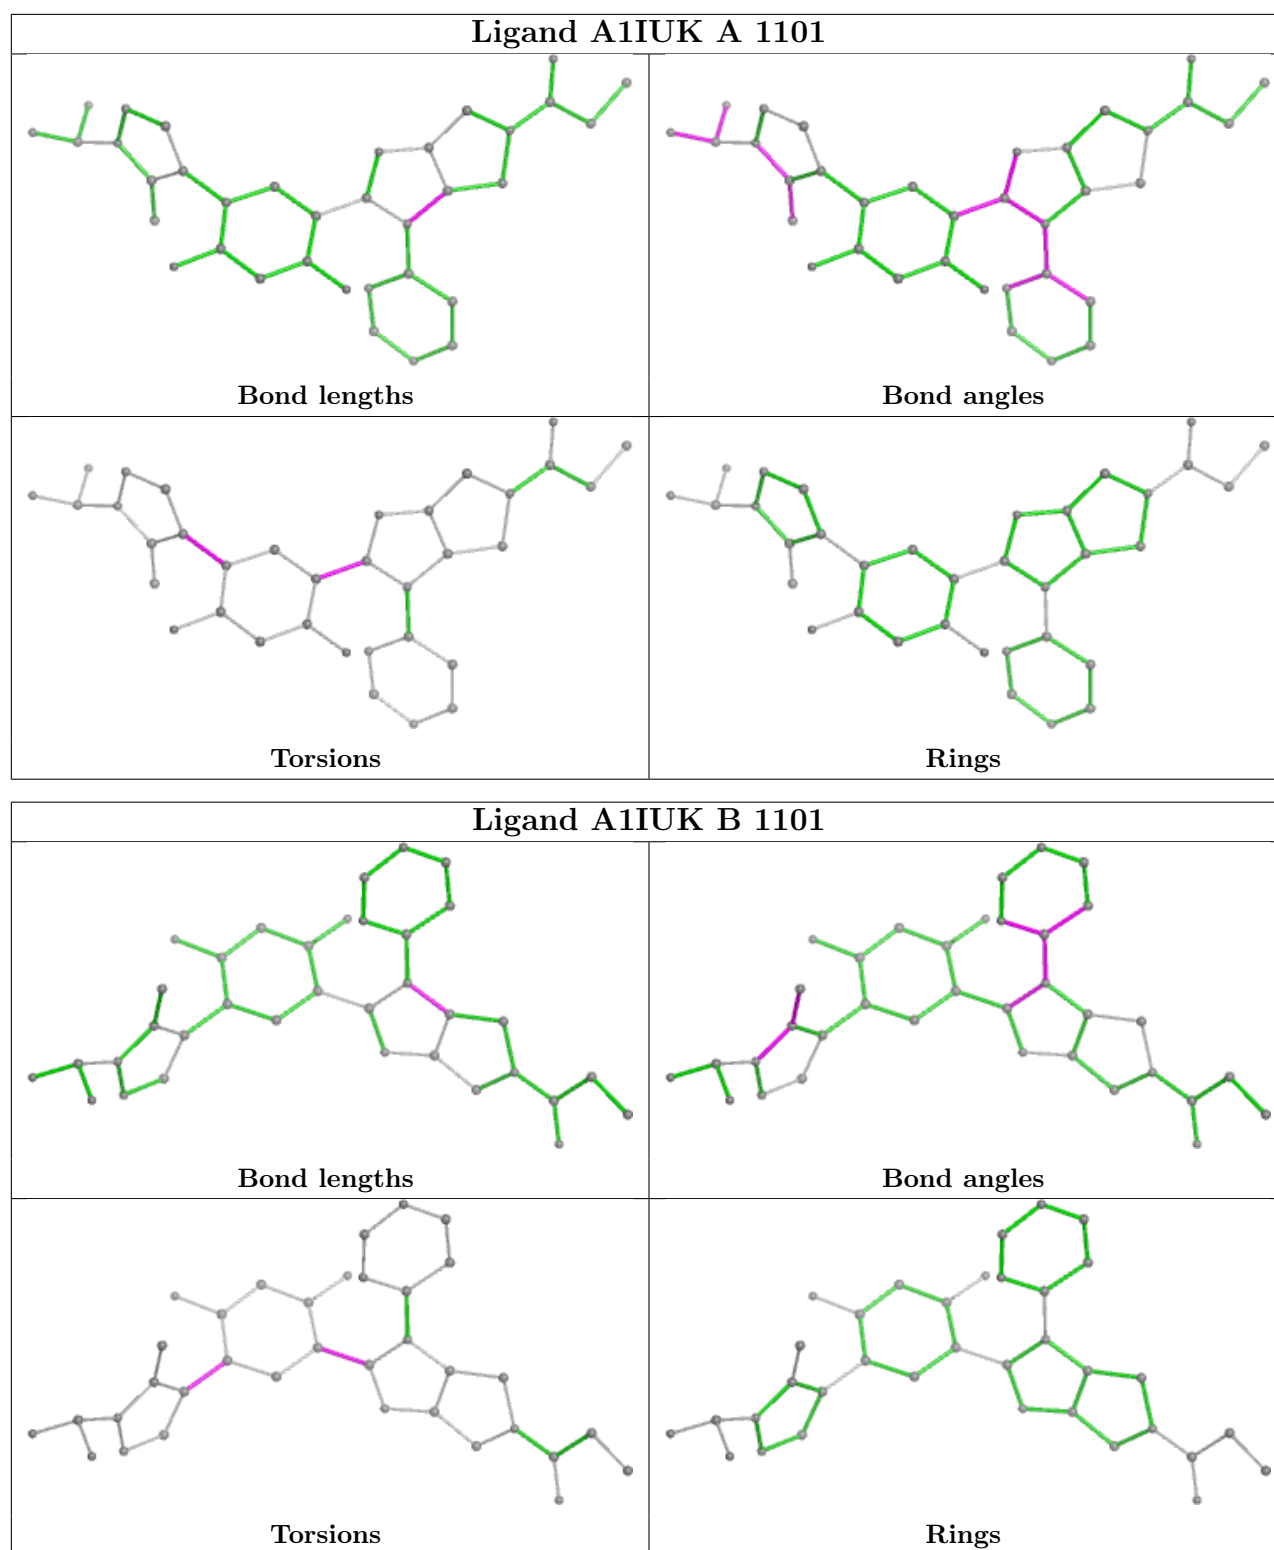 Ligand A1IUK A 1101
Bond lengths
Bond angles
Torsions
Rings
Ligand A1IUK B 1101
Bond lengths
Bond angles
Torsions
Rings